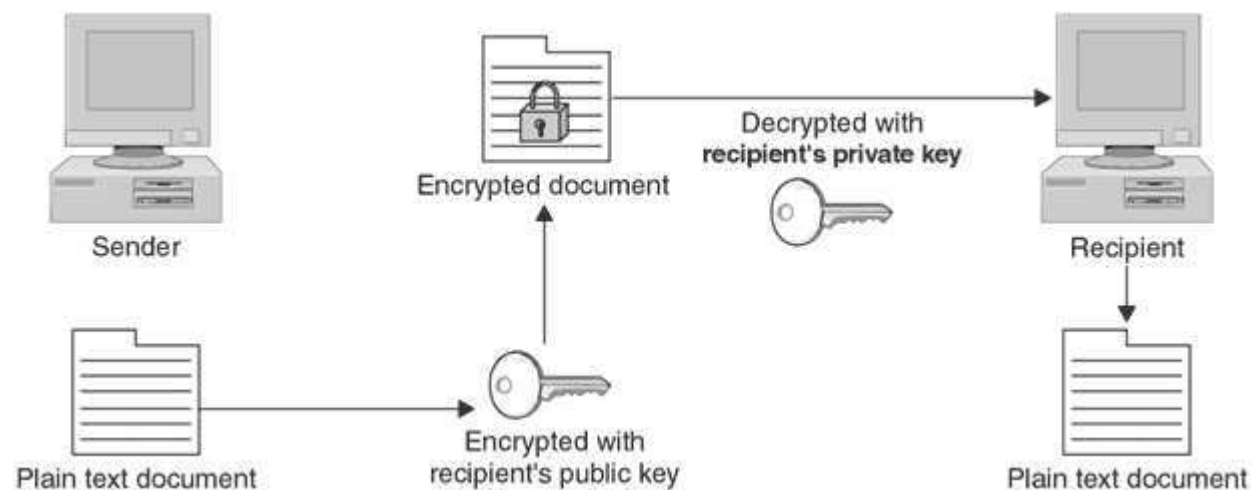 Sender
Encrypted document
Decrypted with
recipient's private key
Recipient
Plain text document
Encrypted with
recipient's public key
Plain text document